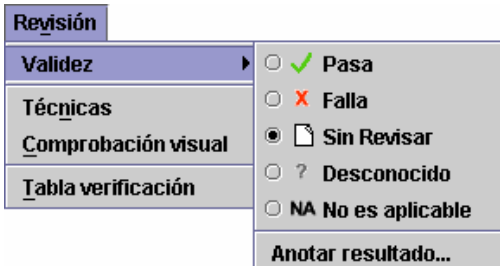 Revisión
Validez
Técnicas
Comprobación visual
Tabla verificación
Pasa
Falla
Sin Revisar
? Desconocido
NA No es aplicable
Anotar resultado...